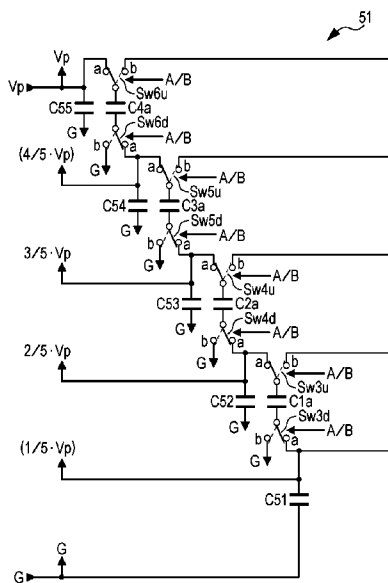 51
Vp
Vp
a b
A/B
Sw6u
C55
C4a
Sw6d
A/B
G
b a
G
(4/5·Vp)
a b
A/B
Sw5u
C54
C3a
Sw5d
A/B
G
b a
G
3/5·Vp
a b
A/B
Sw4u
C53
C2a
Sw4d
A/B
G
b a
G
2/5·Vp
a b
A/B
Sw3u
C52
C1a
Sw3d
A/B
G
b a
G
(1/5·Vp)
C51
G
G